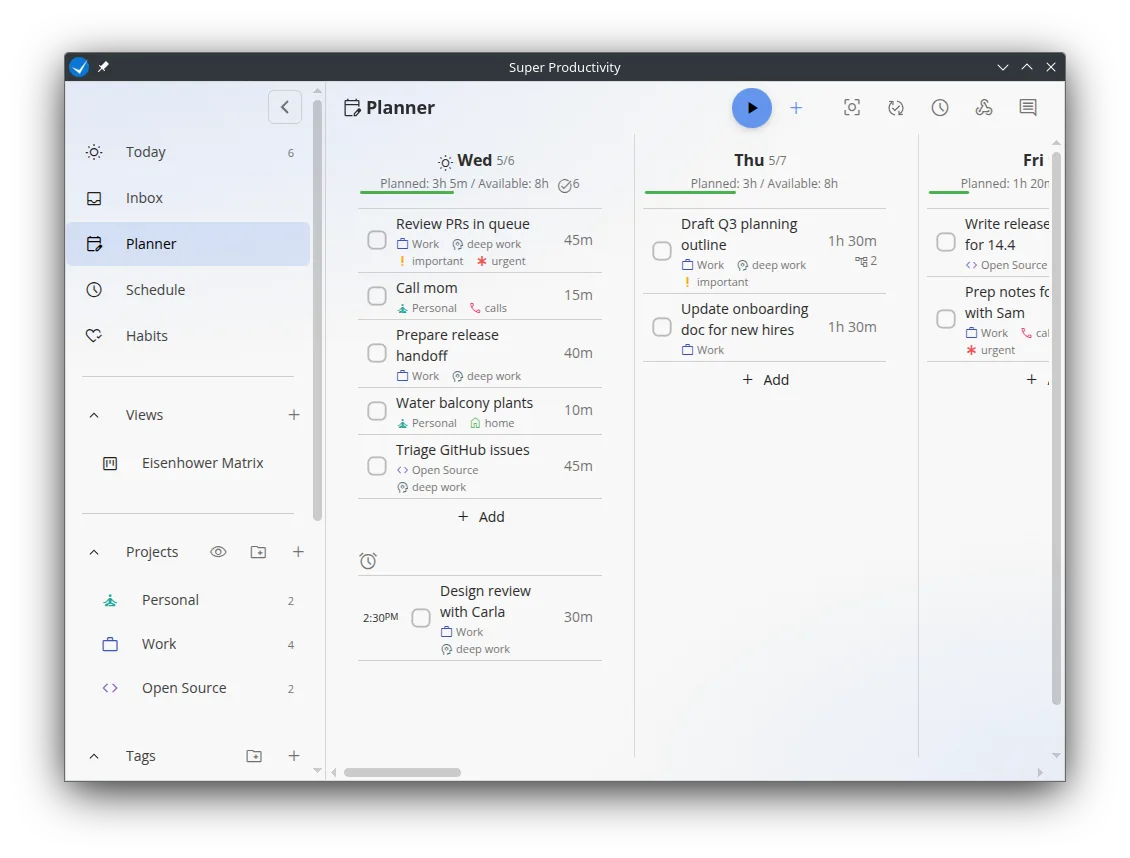 Super Productivity
Today 6
Inbox
Planner
Schedule
Habits
Views
Eisenhower Matrix
Projects
Personal 2
Work 4
Open Source 2
Tags
Planner
Wed 5/6
Planned: 3h 5m / Available: 8h 6
Review PRs in queue
Work deep work
important urgent
45m
Call mom
Personal calls
15m
Prepare release
handoff
Work deep work
40m
Water balcony plants
Personal home
10m
Triage GitHub issues
Open Source
deep work
45m
+ Add
2:30PM
Design review
with Carla
Work
deep work
30m
Thu 5/7
Planned: 3h / Available: 8h
Draft Q3 planning
outline
Work deep work
important
1h 30m
2
Update onboarding
doc for new hires
Work
1h 30m
+ Add
Fri
Planned: 1h 20m
Write release
for 14.4
Open Source
Prep notes fo
with Sam
Work cal
urgent
+